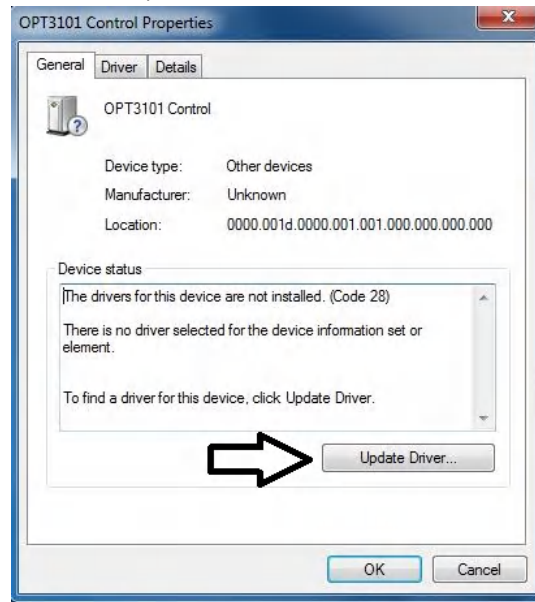 OPT3101 Control Properties
General Driver Details
OPT3101 Control
Device type: Other devices
Manufacturer: Unknown
Location: 0000.001d.0000.001.001.000.000.000.000
Device status
The drivers for this device are not installed. (Code 28)
There is no driver selected for the device information set or
element.
To find a driver for this device, click Update Driver.
Update Driver...
OK Cancel